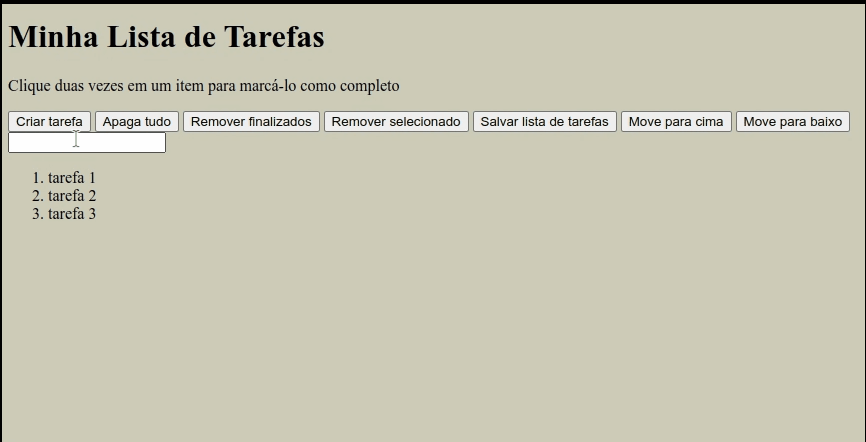 Minha Lista de Tarefas
Clique duas vezes em um item para marcá-lo como completo
Criar tarefa Apaga tudo Remover finalizados Remover selecionado Salvar lista de tarefas Move para cima Move para baixo
1. tarefa 1
2. tarefa 2
3. tarefa 3